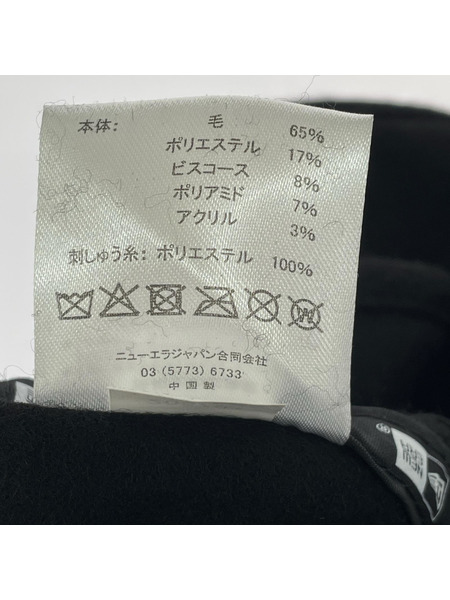 本体： 毛 65%
ポリエステル 17%
ビスコース 8%
ポリアミド 7%
アクリル 3%
刺しゅう糸：ポリエステル 100%
ニューエラジャパン合同会社
03 (5773) 6733
中国製
NEW ERA